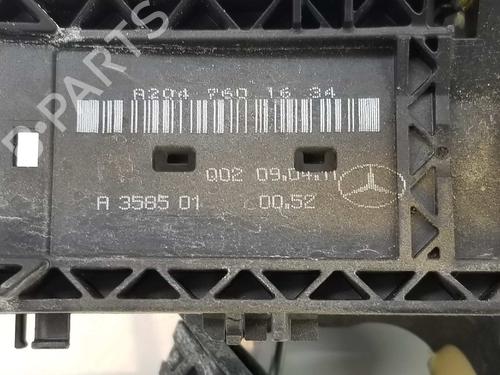 A204 760 16 34
Q02 09.04.11
A 3585 01 00.52
B-PARTS